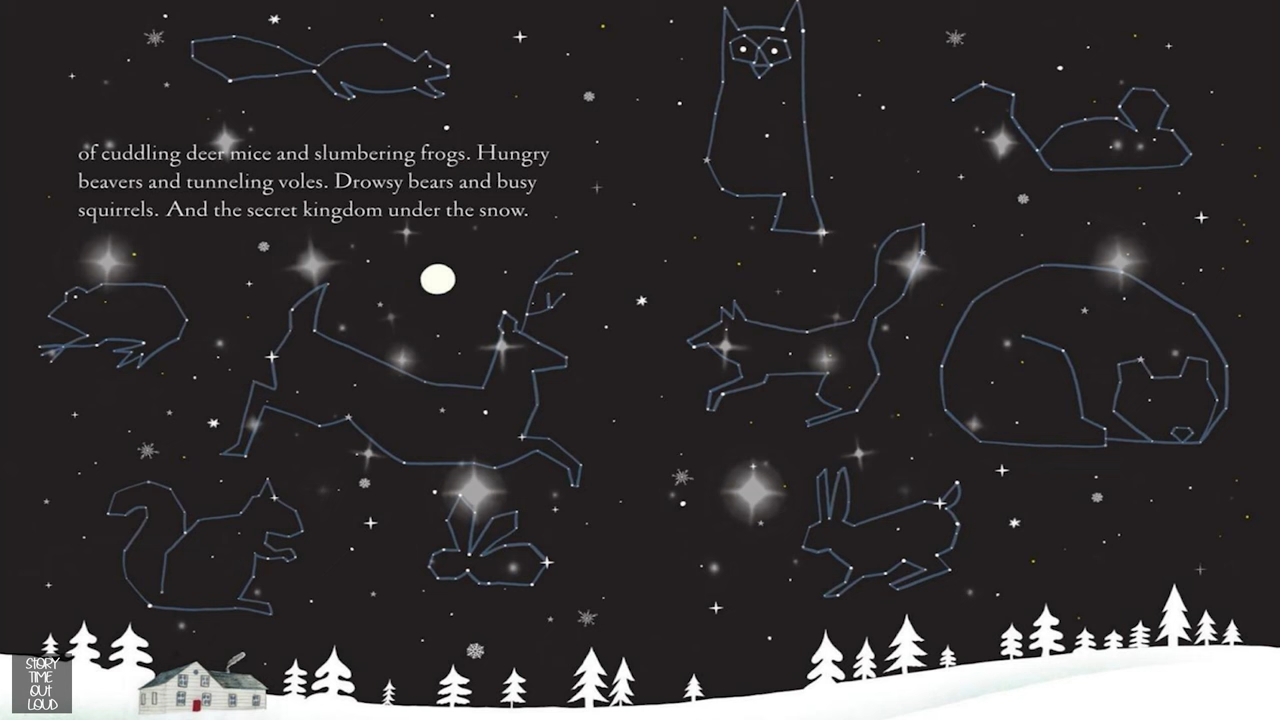 of cuddling deer mice and slumbering frogs. Hungry
beavers and tunneling voles. Drowsy bears and busy
squirrels. And the secret kingdom under the snow.
STORY
TIME
OUT
LOUD